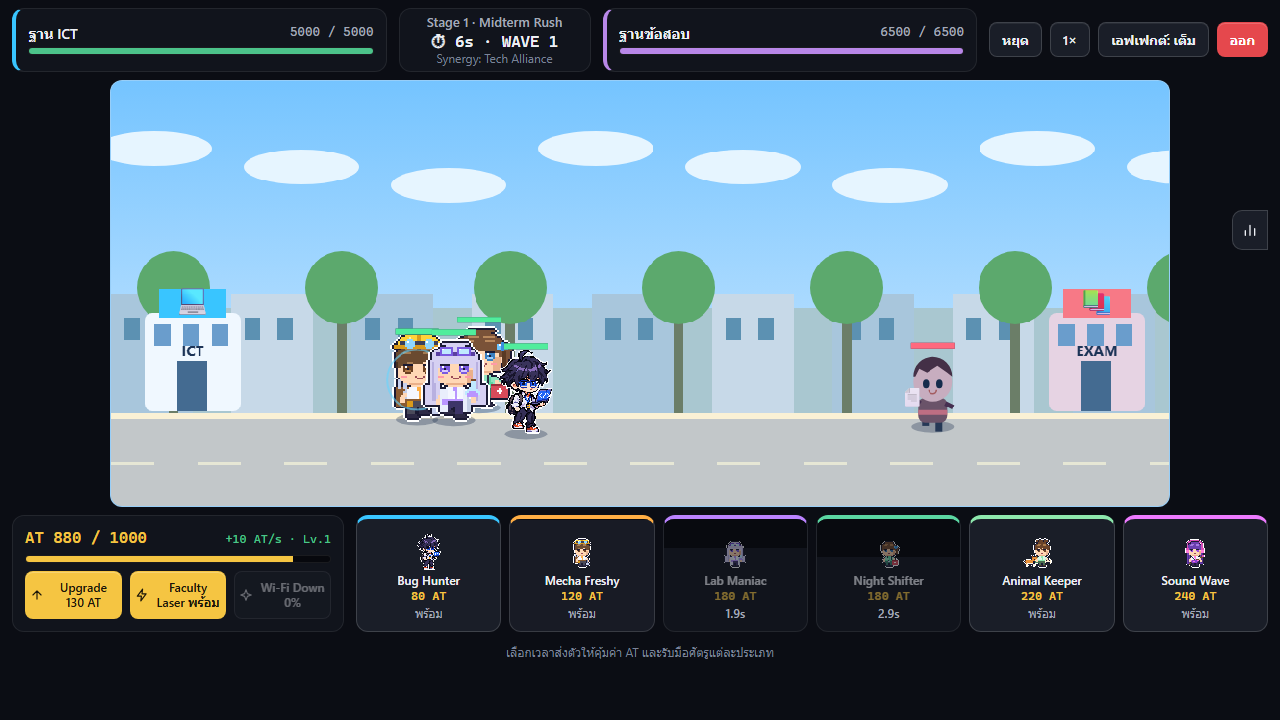 ฐาน ICT
5000 / 5000
Stage 1 · Midterm Rush
⏱ 6s · WAVE 1
Synergy: Tech Alliance
ฐานข้อสอบ
6500 / 6500
หยุด
1×
เอฟเฟกต์: เต็ม
ออก
ICT
EXAM
AT 880 / 1000
+10 AT/s · Lv.1
Upgrade
130 AT
Faculty
Laser พร้อม
Wi-Fi Down
0%
Bug Hunter
80 AT
พร้อม
Mecha Freshy
120 AT
พร้อม
Lab Maniac
180 AT
1.9s
Night Shifter
180 AT
2.9s
Animal Keeper
220 AT
พร้อม
Sound Wave
240 AT
พร้อม
เลือกเวลาส่งตัวให้คุ้มค่า AT และรับมือศัตรูแต่ละประเภท